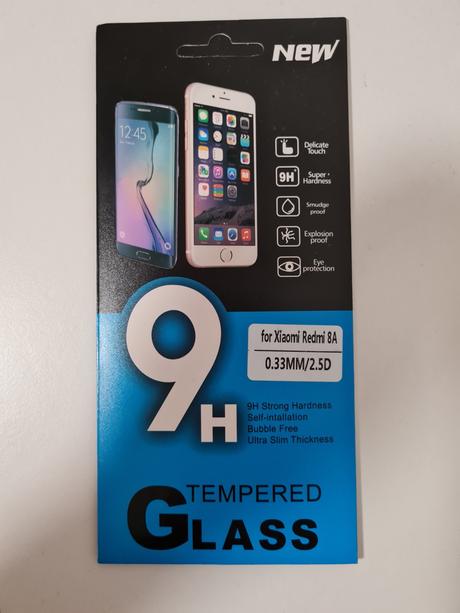 New
12:45
Delicate
Touch
9H
Super
Hardness
Smudge
proof
Explosion
proof
Eye
protection
for Xiaomi Redmi 8A
0.33MM/2.5D
9H
9H Strong Hardness
Self-intallation
Bubble Free
Ultra Slim Thickness
TEMPERED
GLASS